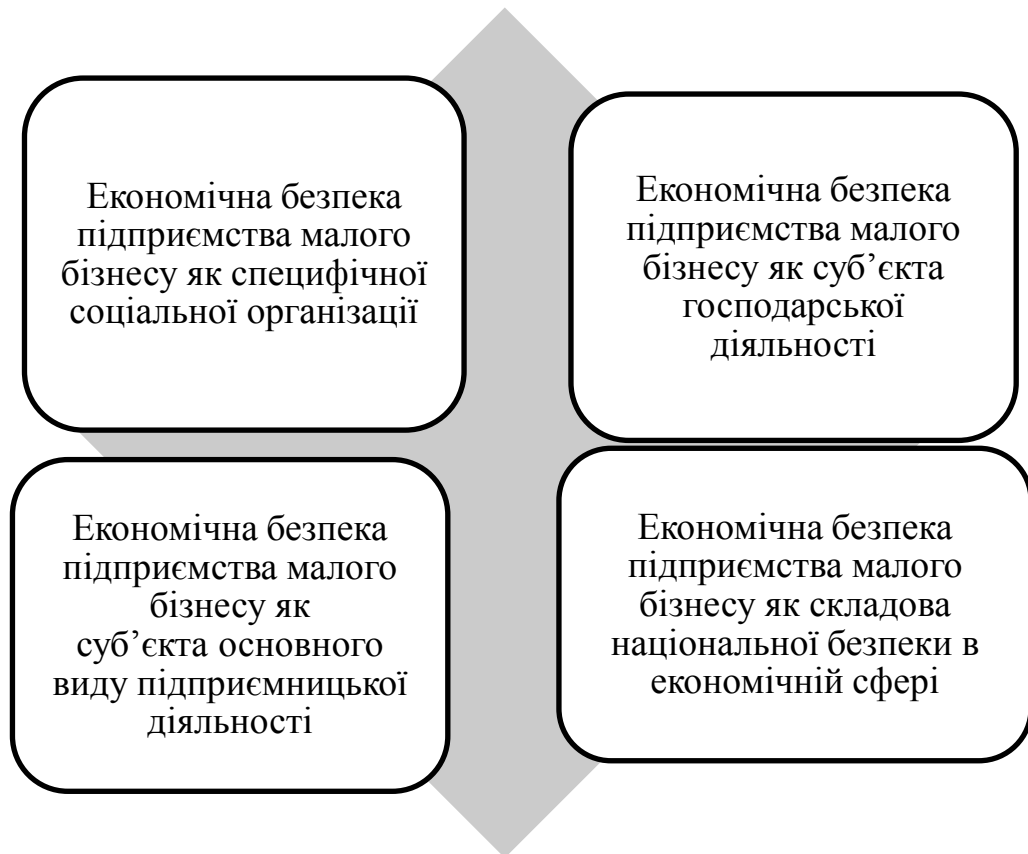 Економічна безпека
підприємства малого
бізнесу як специфічної
соціальної організації
Економічна безпека
підприємства малого
бізнесу як суб’єкта
господарської
діяльності
Економічна безпека
підприємства малого
бізнесу як
суб’єкта основного
виду підприємницької
діяльності
Економічна безпека
підприємства малого
бізнесу як складова
національної безпеки в
економічній сфері